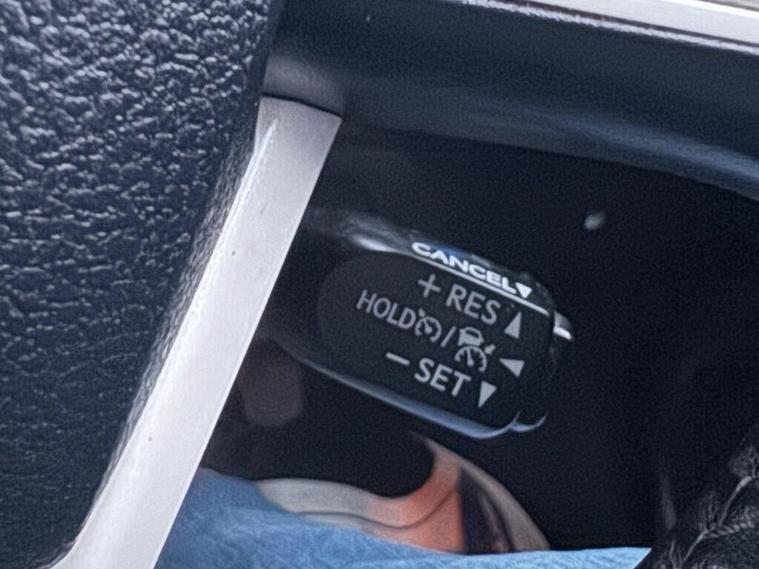 CANCEL▼
+ RES ▲
HOLD / ◀
− SET ▼